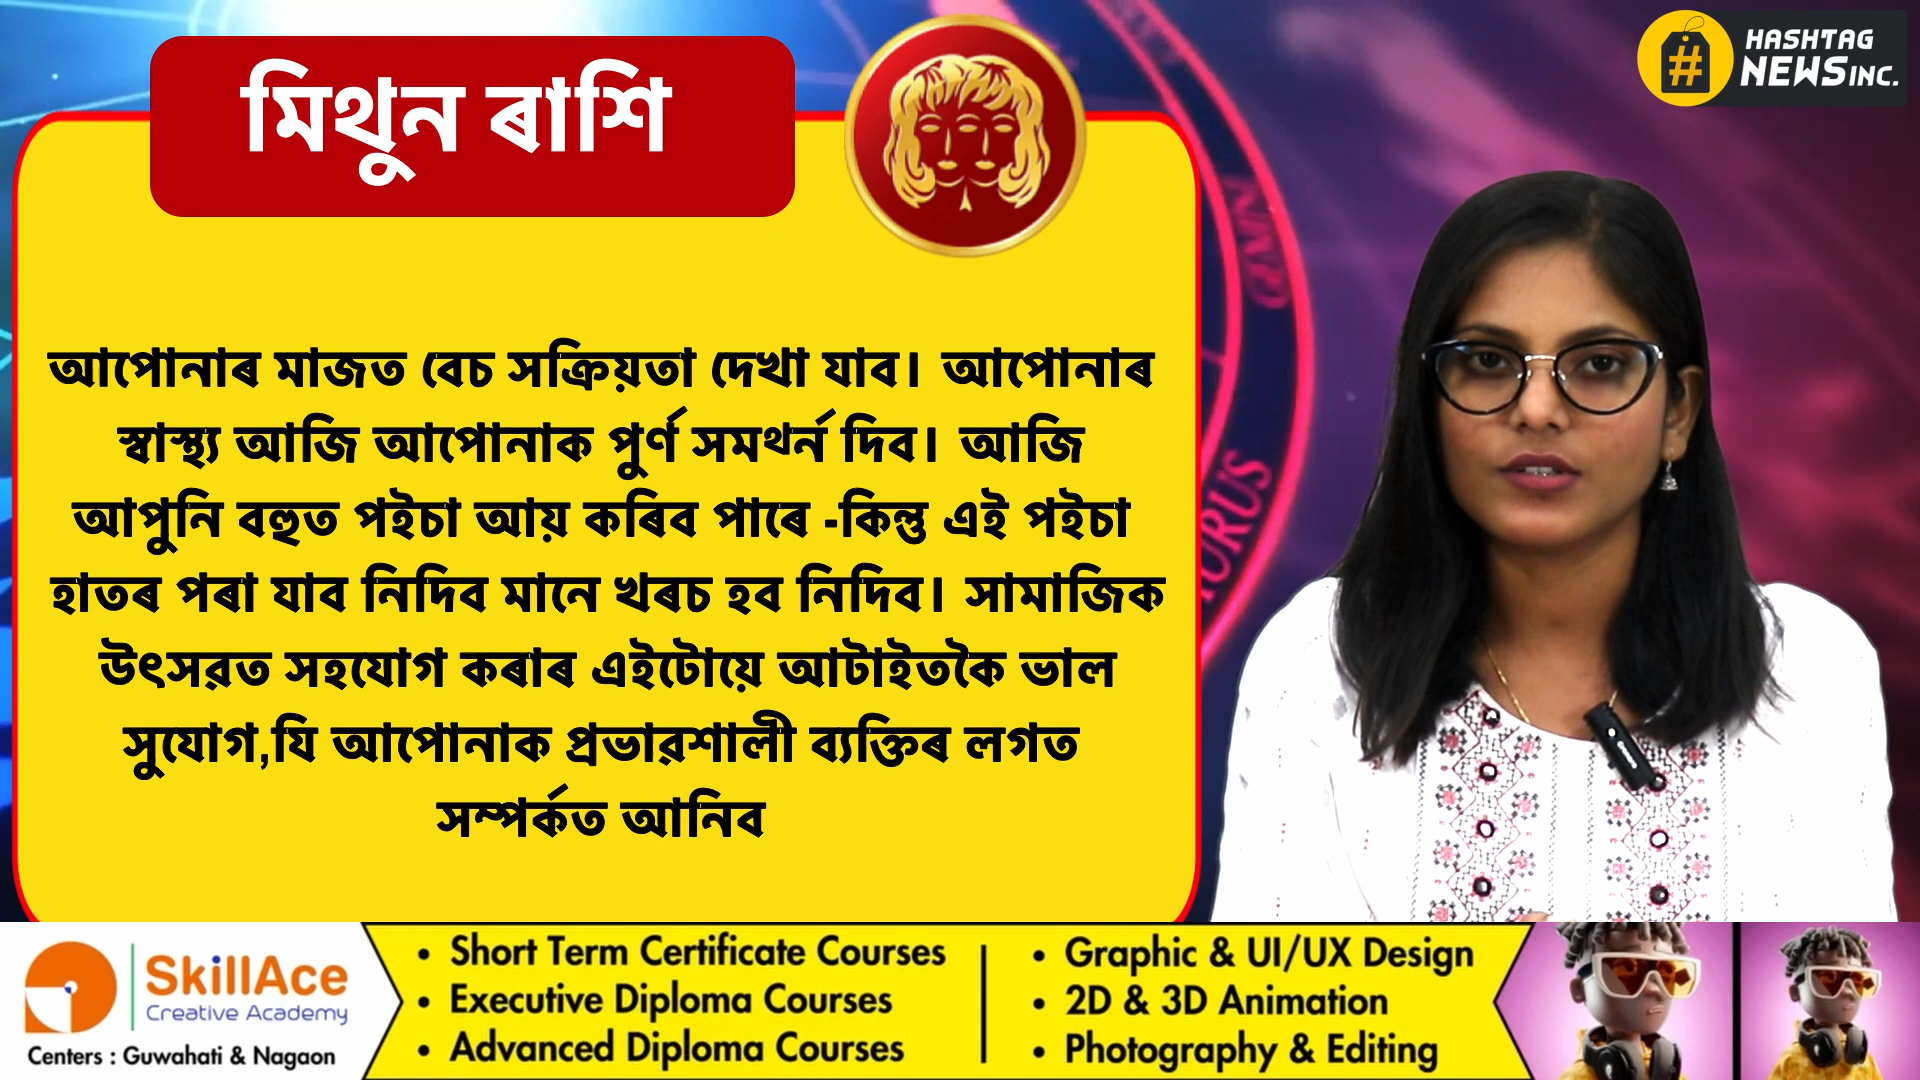 মিথুন ৰাশি
HASHTAG
NEWS INC.
আপোনাৰ মাজত বেচ সক্ৰিয়তা দেখা যাব। আপোনাৰ
স্বাস্থ্য আজি আপোনাক পুৰ্ণ সমথৰ্ন দিব। আজি
আপুনি বহুত পইচা আয় কৰিব পাৰে -কিন্তু এই পইচা
হাতৰ পৰা যাব নিদিব মানে খৰচ হব নিদিব। সামাজিক
উৎসৱত সহযোগ কৰাৰ এইটোয়ে আটাইতকৈ ভাল
সুযোগ,যি আপোনাক প্ৰভাৱশালী ব্যক্তিৰ লগত
সম্পৰ্কত আনিব
GEMINI
SkillAce
Creative Academy
Centers : Guwahati & Nagaon
• Short Term Certificate Courses
• Executive Diploma Courses
• Advanced Diploma Courses
• Graphic & UI/UX Design
• 2D & 3D Animation
• Photography & Editing